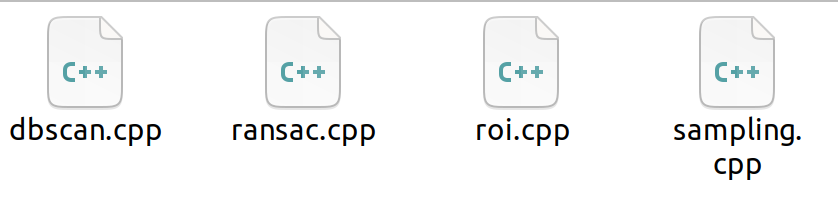 C++ C++ C++ C++
dbscan.cpp ransac.cpp roi.cpp sampling.
cpp